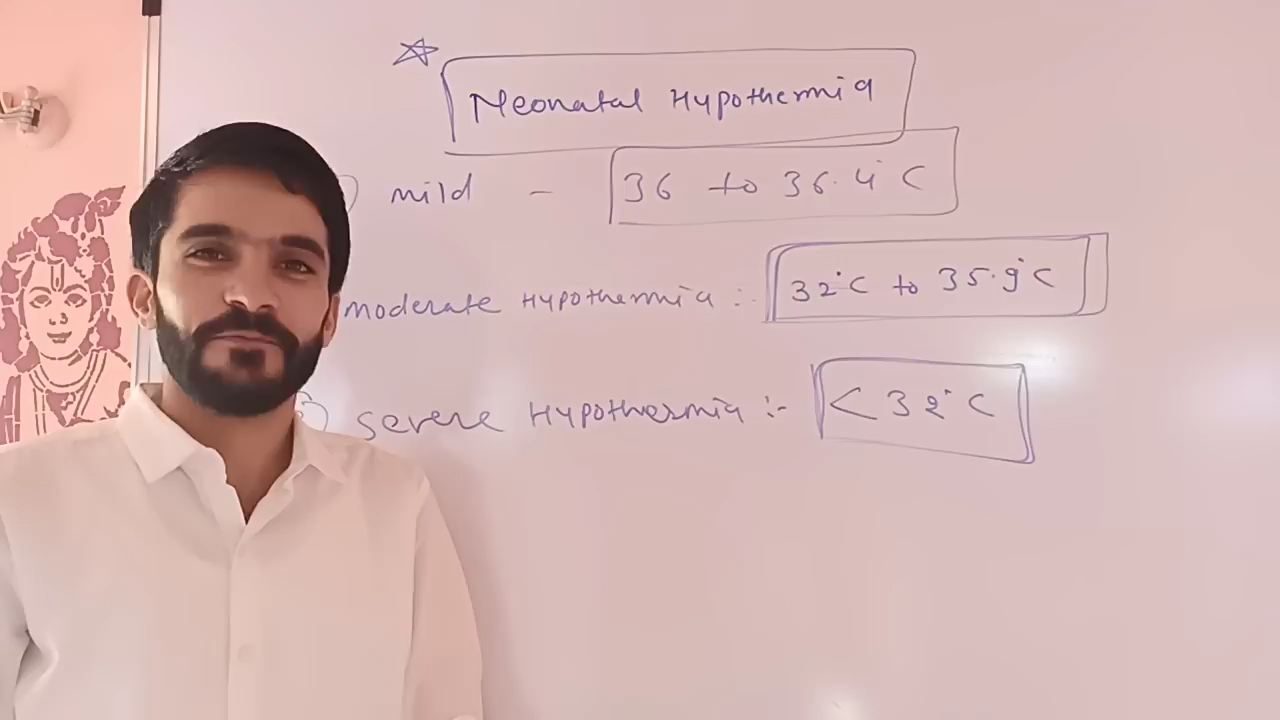 Neonatal Hypothermia
mild - 36 to 36.4°C
moderate Hypothermia : 32°C to 35.9°C
severe Hypothermia :- < 32°C